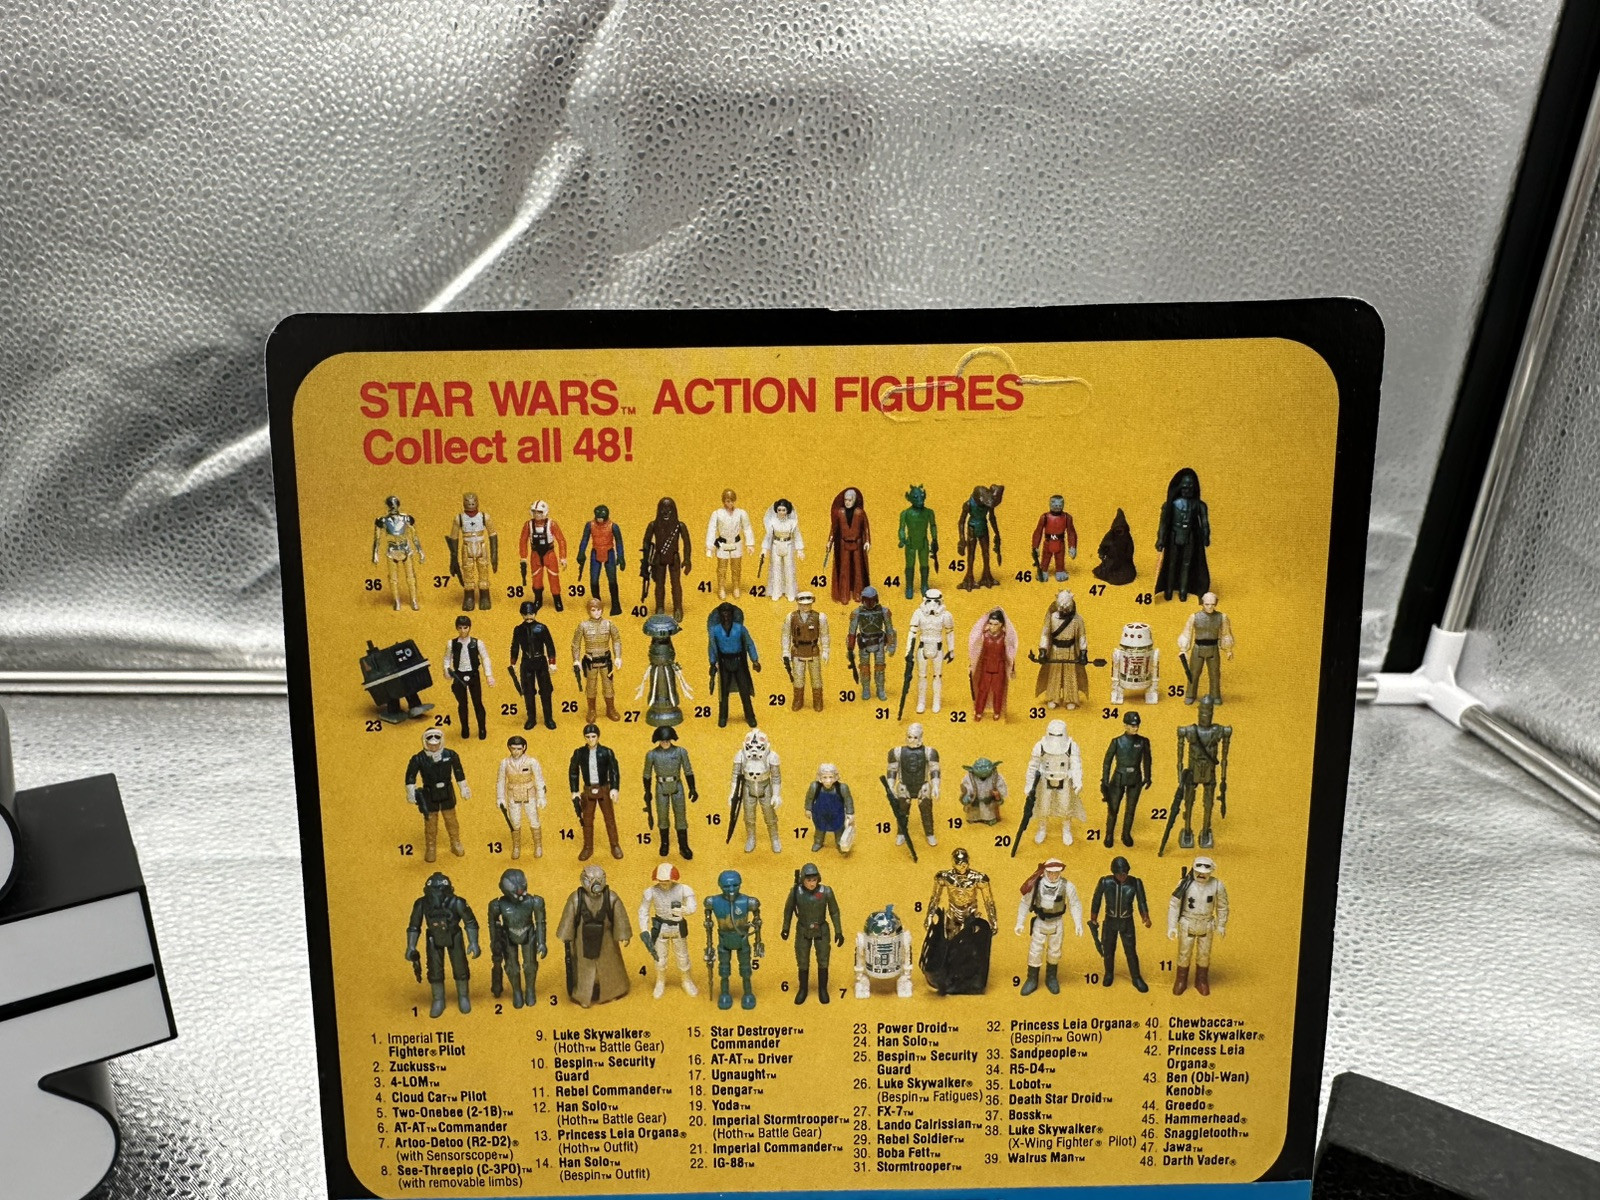 STAR WARS™ ACTION FIGURES
Collect all 48!
36 37 38 39 40 41 42 43 44 45 46 47 48
23 24 25 26 27 28 29 30 31 32 33 34 35
12 13 14 15 16 17 18 19 20 21 22
1 2 3 4 5 6 7 8 9 10 11
1. Imperial TIE
Fighter® Pilot
2. Zuckuss™
3. 4-LOM™
4. Cloud Car™ Pilot
5. Two-Onebee (2-1B)™
6. AT-AT™ Commander
7. Artoo-Detoo (R2-D2)®
(with Sensorscope™)
8. See-Threepio (C-3PO)™
(with removable limbs)
9. Luke Skywalker®
(Hoth™ Battle Gear)
10. Bespin™ Security
Guard
11. Rebel Commander™
12. Han Solo™
(Hoth™ Battle Gear)
13. Princess Leia Organa®
(Hoth™ Outfit)
14. Han Solo™
(Bespin™ Outfit)
15. Star Destroyer™
Commander
16. AT-AT™ Driver
17. Ugnaught™
18. Dengar™
19. Yoda™
20. Imperial Stormtrooper™
(Hoth™ Battle Gear)
21. Imperial Commander™
22. IG-88™
23. Power Droid™
24. Han Solo™
25. Bespin™ Security
Guard
26. Luke Skywalker®
(Bespin™ Fatigues)
27. FX-7™
28. Lando Calrissian™
29. Rebel Soldier™
30. Boba Fett™
31. Stormtrooper™
32. Princess Leia Organa®
(Bespin™ Gown)
33. Sandpeople™
34. R5-D4™
35. Lobot™
36. Death Star Droid™
37. Bossk™
38. Luke Skywalker®
(X-Wing Fighter® Pilot)
39. Walrus Man™
40. Chewbacca™
41. Luke Skywalker®
42. Princess Leia
Organa®
43. Ben (Obi-Wan)
Kenobi®
44. Greedo®
45. Hammerhead®
46. Snaggletooth™
47. Jawa™
48. Darth Vader®